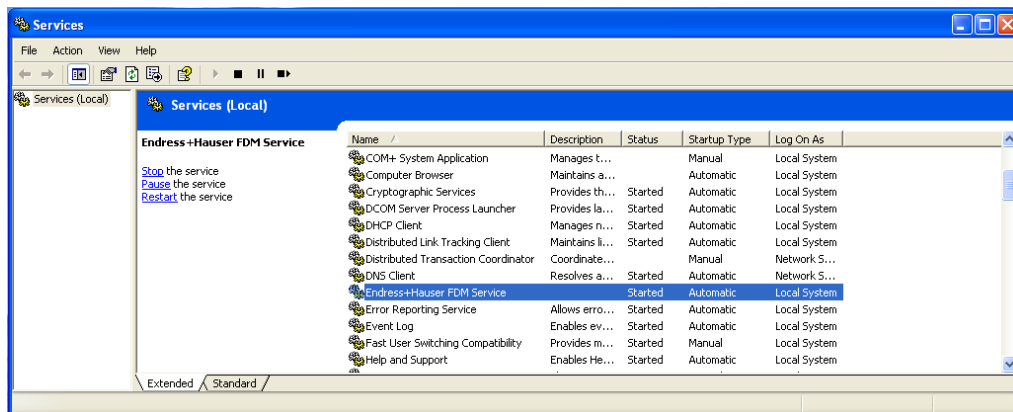 Services
File Action View Help
Services (Local)
Services (Local)
Endress+Hauser FDM Service
Stop the service
Pause the service
Restart the service
Name Description Status Startup Type Log On As
COM+ System Application Manages t... Manual Local System
Computer Browser Maintains a... Automatic Local System
Cryptographic Services Provides th... Started Automatic Local System
DCOM Server Process Launcher Provides la... Started Automatic Local System
DHCP Client Manages n... Started Automatic Local System
Distributed Link Tracking Client Maintains li... Started Automatic Local System
Distributed Transaction Coordinator Coordinate... Manual Network S...
DNS Client Resolves a... Started Automatic Network S...
Endress+Hauser FDM Service Started Automatic Local System
Error Reporting Service Allows erro... Started Automatic Local System
Event Log Enables ev... Started Automatic Local System
Fast User Switching Compatibility Provides m... Started Manual Local System
Help and Support Enables He... Started Automatic Local System
Extended Standard